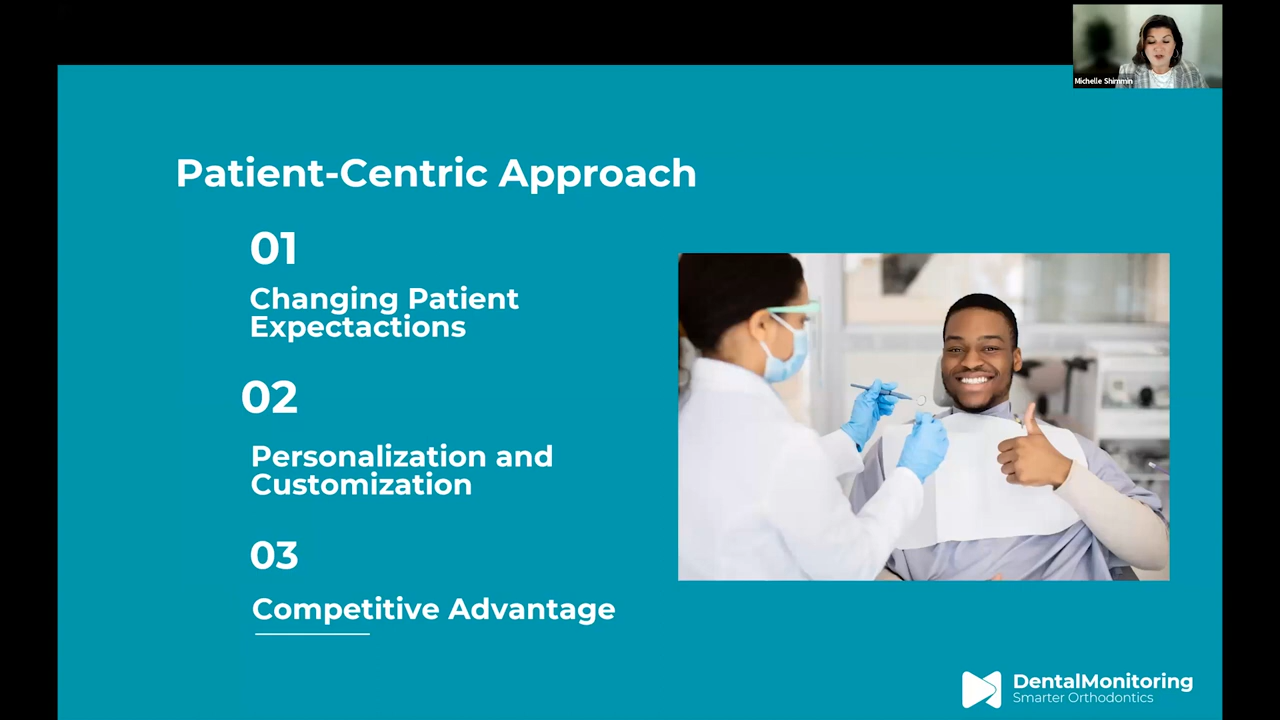 Michelle Shimmin
Patient-Centric Approach
01
Changing Patient
Expectactions
02
Personalization and
Customization
03
Competitive Advantage
DentalMonitoring
Smarter Orthodontics